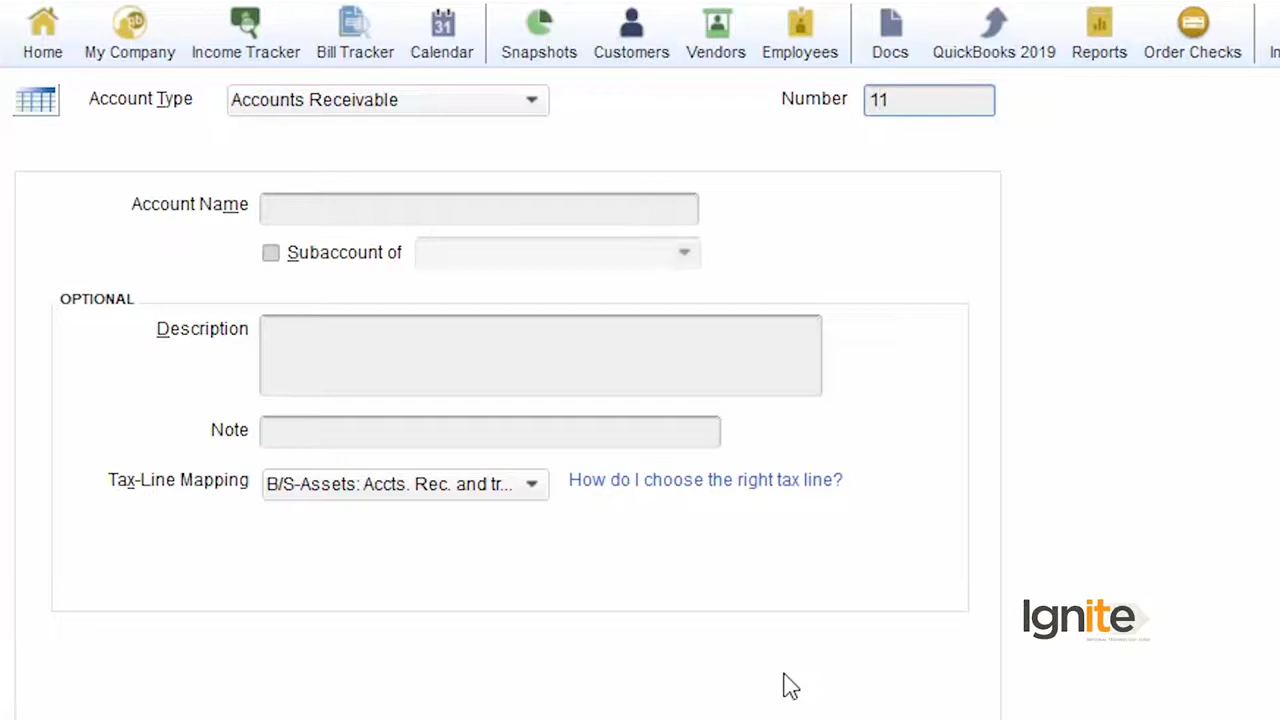 Home My Company Income Tracker Bill Tracker 31 Calendar Snapshots Customers Vendors Employees Docs QuickBooks 2019 Reports Order Checks In
Account Type Accounts Receivable Number 11
Account Name
Subaccount of
OPTIONAL
Description
Note
Tax-Line Mapping B/S-Assets: Accts. Rec. and tr... How do I choose the right tax line?
Ignite